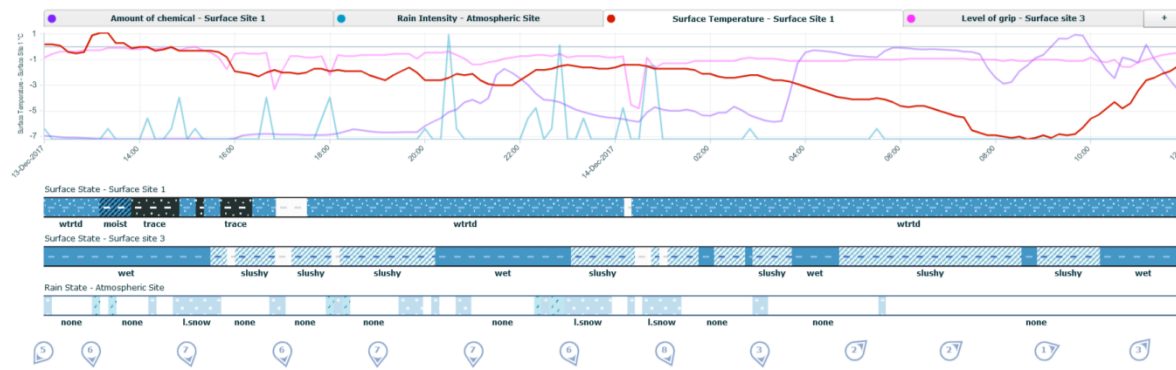 Amount of chemical - Surface Site 1 Rain Intensity - Atmospheric Site Surface Temperature - Surface Site 1 Level of grip - Surface site 3 +
Surface Temperature - Surface Site 1 °C
1
-1
-3
-5
-7
13-Dec-2017 14:00 16:00 18:00 20:00 22:00 14-Dec-2017 02:00 04:00 06:00 08:00 10:00
Surface State - Surface Site 1
wtrtd moist trace trace wtrtd wtrtd
Surface State - Surface site 3
wet slushy slushy slushy wet slushy slushy wet slushy slushy wet
Rain State - Atmospheric Site
none none l.snow none none none none l.snow l.snow none none none
5 6 7 6 7 7 6 8 3 2 2 1 3